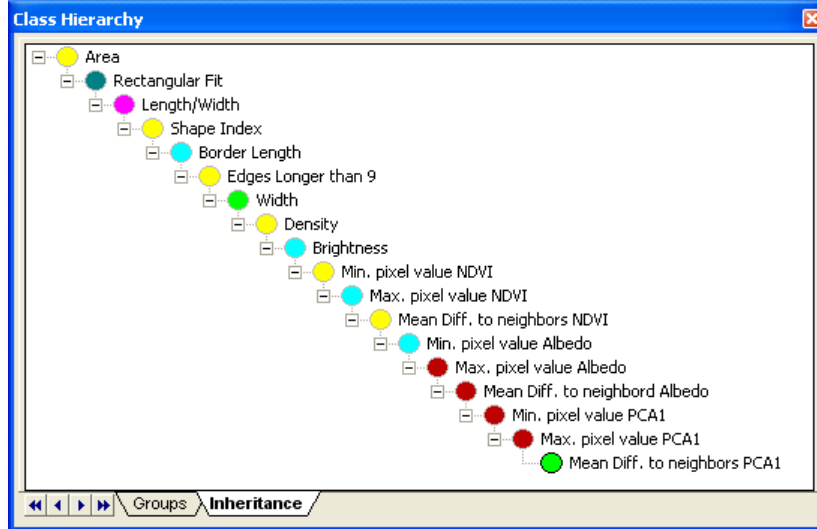 Class Hierarchy
Area
Rectangular Fit
Length/Width
Shape Index
Border Length
Edges Longer than 9
Width
Density
Brightness
Min. pixel value NDVI
Max. pixel value NDVI
Mean Diff. to neighbors NDVI
Min. pixel value Albedo
Max. pixel value Albedo
Mean Diff. to neighbord Albedo
Min. pixel value PCA1
Max. pixel value PCA1
Mean Diff. to neighbors PCA1
Groups Inheritance